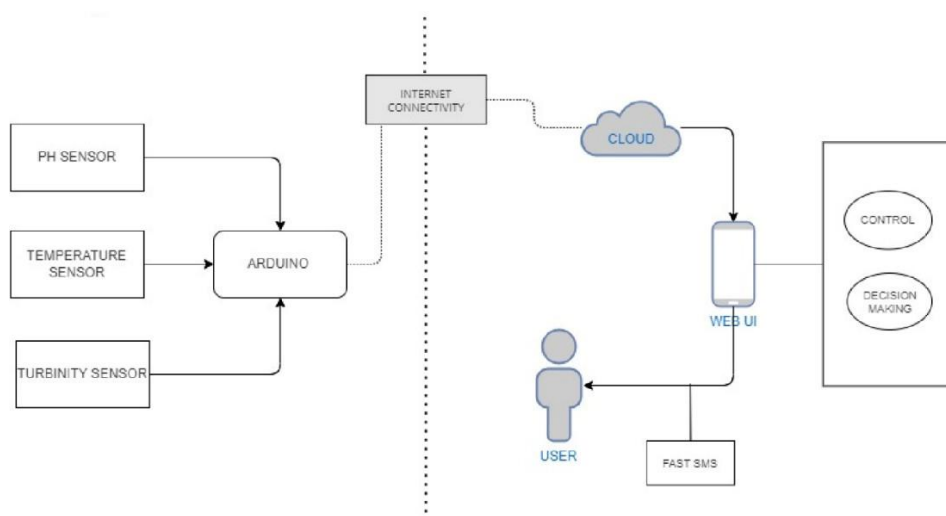 INTERNET
CONNECTIVITY
PH SENSOR
CLOUD
CONTROL
TEMPERATURE
SENSOR
ARDUINO
DECISION
MAKING
WEB UI
TURBINITY SENSOR
USER
FAST SMS